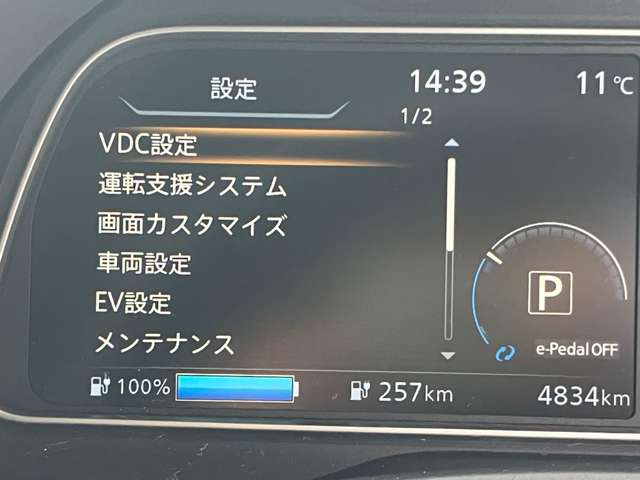 設定 14:39 11℃
1/2
VDC設定
運転支援システム
画面カスタマイズ
車両設定
EV設定
メンテナンス
P
e-Pedal OFF
100% 257km 4834km